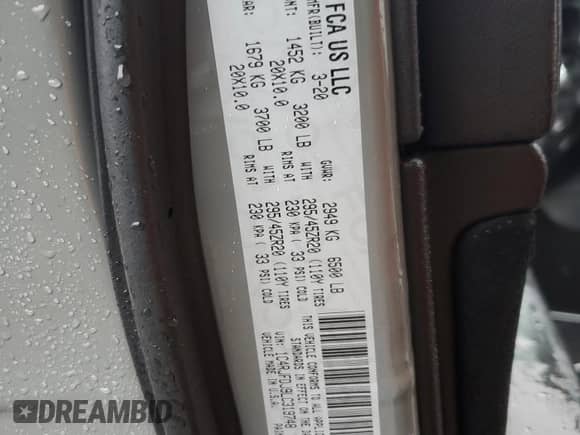 FCA US LLC
MFR(BUILT): 3-20 GVWR: 2949 KG 6500 LB
1452 KG 3200 LB WITH 295/45ZR20 (110Y TIRES
20X10.0 RIMS AT 230 KPA ( 33 PSI) COLD
1679 KG 3700 LB WITH 295/45ZR20 (110Y TIRES
20X10.0 RIMS AT 230 KPA ( 33 PSI) COLD
THIS VEHICLE CONFORMS TO ALL APPLICABLE
STANDARDS IN EFFECT ON THE
VEHICLE MADE IN U.S.A.
DREAMBID